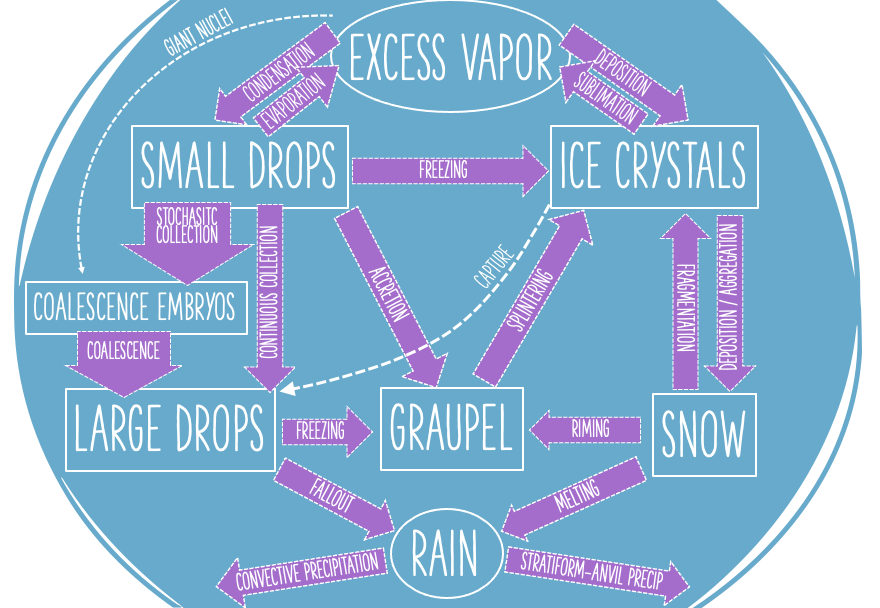 GIANT NUCLEI
EXCESS VAPOR
CONDENSATION
EVAPORATION
DEPOSITION
SUBLIMATION
SMALL DROPS
FREEZING
ICE CRYSTALS
STOCHASITC
COLLECTION
CONTINUOUS COLLECTION
ACCRETION
CAPTURE
SPLINTERING
FRAGMENTATION
DEPOSITION / AGGREGATION
COALESCENCE EMBRYOS
COALESCENCE
LARGE DROPS
FREEZING
GRAUPEL
RIMING
SNOW
FALLOUT
MELTING
RAIN
CONVECTIVE PRECIPITATION
STRATIFORM-ANVIL PRECIP